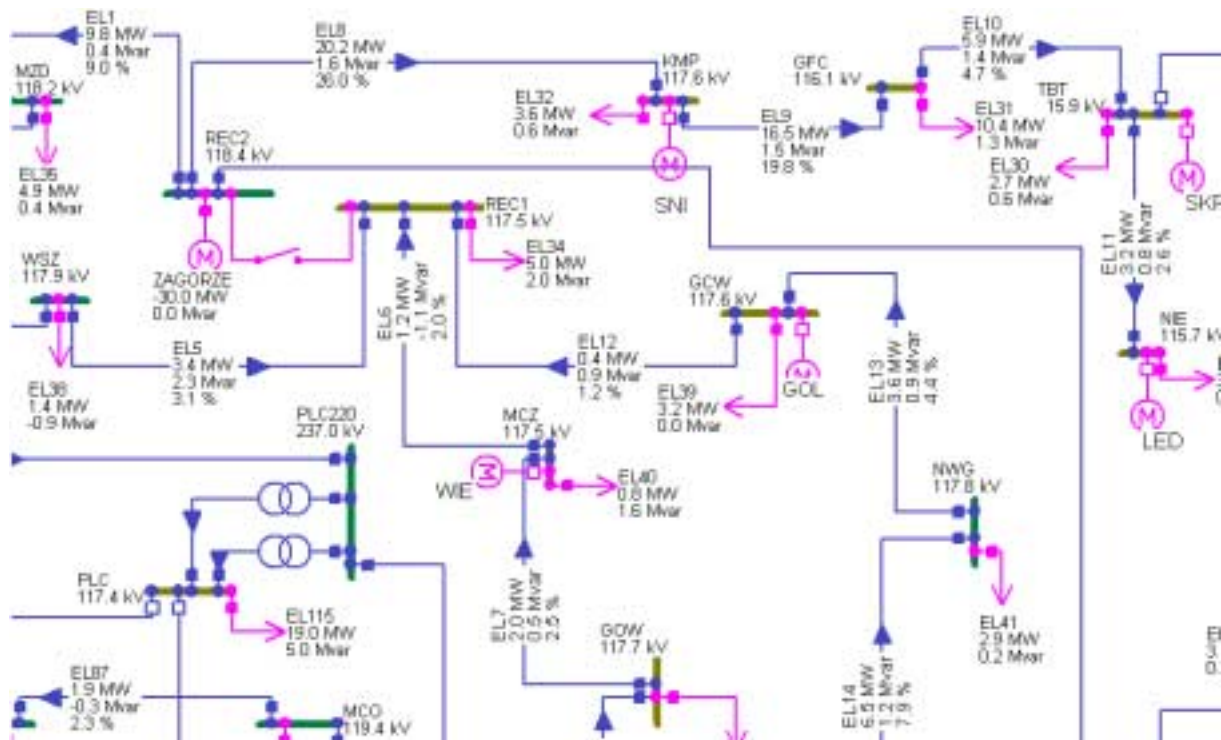 EL1
9.8 MW
0.4 Mvar
9.0 %
MZD
118.2 kV
EL8
20.2 MW
1.6 Mvar
26.0 %
KMP
117.6 kV
GFC
116.1 kV
EL10
5.9 MW
1.4 Mvar
4.7 %
TBT
15.9 kV
EL32
3.6 MW
0.6 Mvar
EL9
16.5 MW
1.6 Mvar
19.8 %
EL31
10.4 MW
1.3 Mvar
EL30
2.7 MW
0.6 Mvar
REC2
118.4 kV
EL35
4.9 MW
0.4 Mvar
M
SNI
M
SKP
REC1
117.5 kV
M
ZAGORZE
-30.0 MW
0.0 Mvar
EL34
5.0 MW
2.0 Mvar
WSZ
117.9 kV
EL6
1.2 MW
-1.1 Mvar
2.0 %
GCW
117.6 kV
EL11
3.2 MW
0.8 Mvar
2.6 %
NIE
115.7 kV
EL5
3.4 MW
2.3 Mvar
3.1 %
EL12
0.4 MW
0.9 Mvar
1.2 %
M
GOL
EL13
3.6 MW
0.9 Mvar
4.4 %
EL38
1.4 MW
-0.9 Mvar
EL39
3.2 MW
0.0 Mvar
M
LED
PLC220
237.0 kV
MCZ
117.5 kV
WIE
M
EL40
0.8 MW
1.6 Mvar
NWG
117.8 kV
PLC
117.4 kV
EL115
19.0 MW
5.0 Mvar
EL7
2.0 MW
0.5 Mvar
2.5 %
GOW
117.7 kV
EL41
2.9 MW
0.2 Mvar
EL87
1.9 MW
-0.3 Mvar
2.3 %
MCO
119.4 kV
EL14
6.5 MW
1.2 Mvar
7.9 %